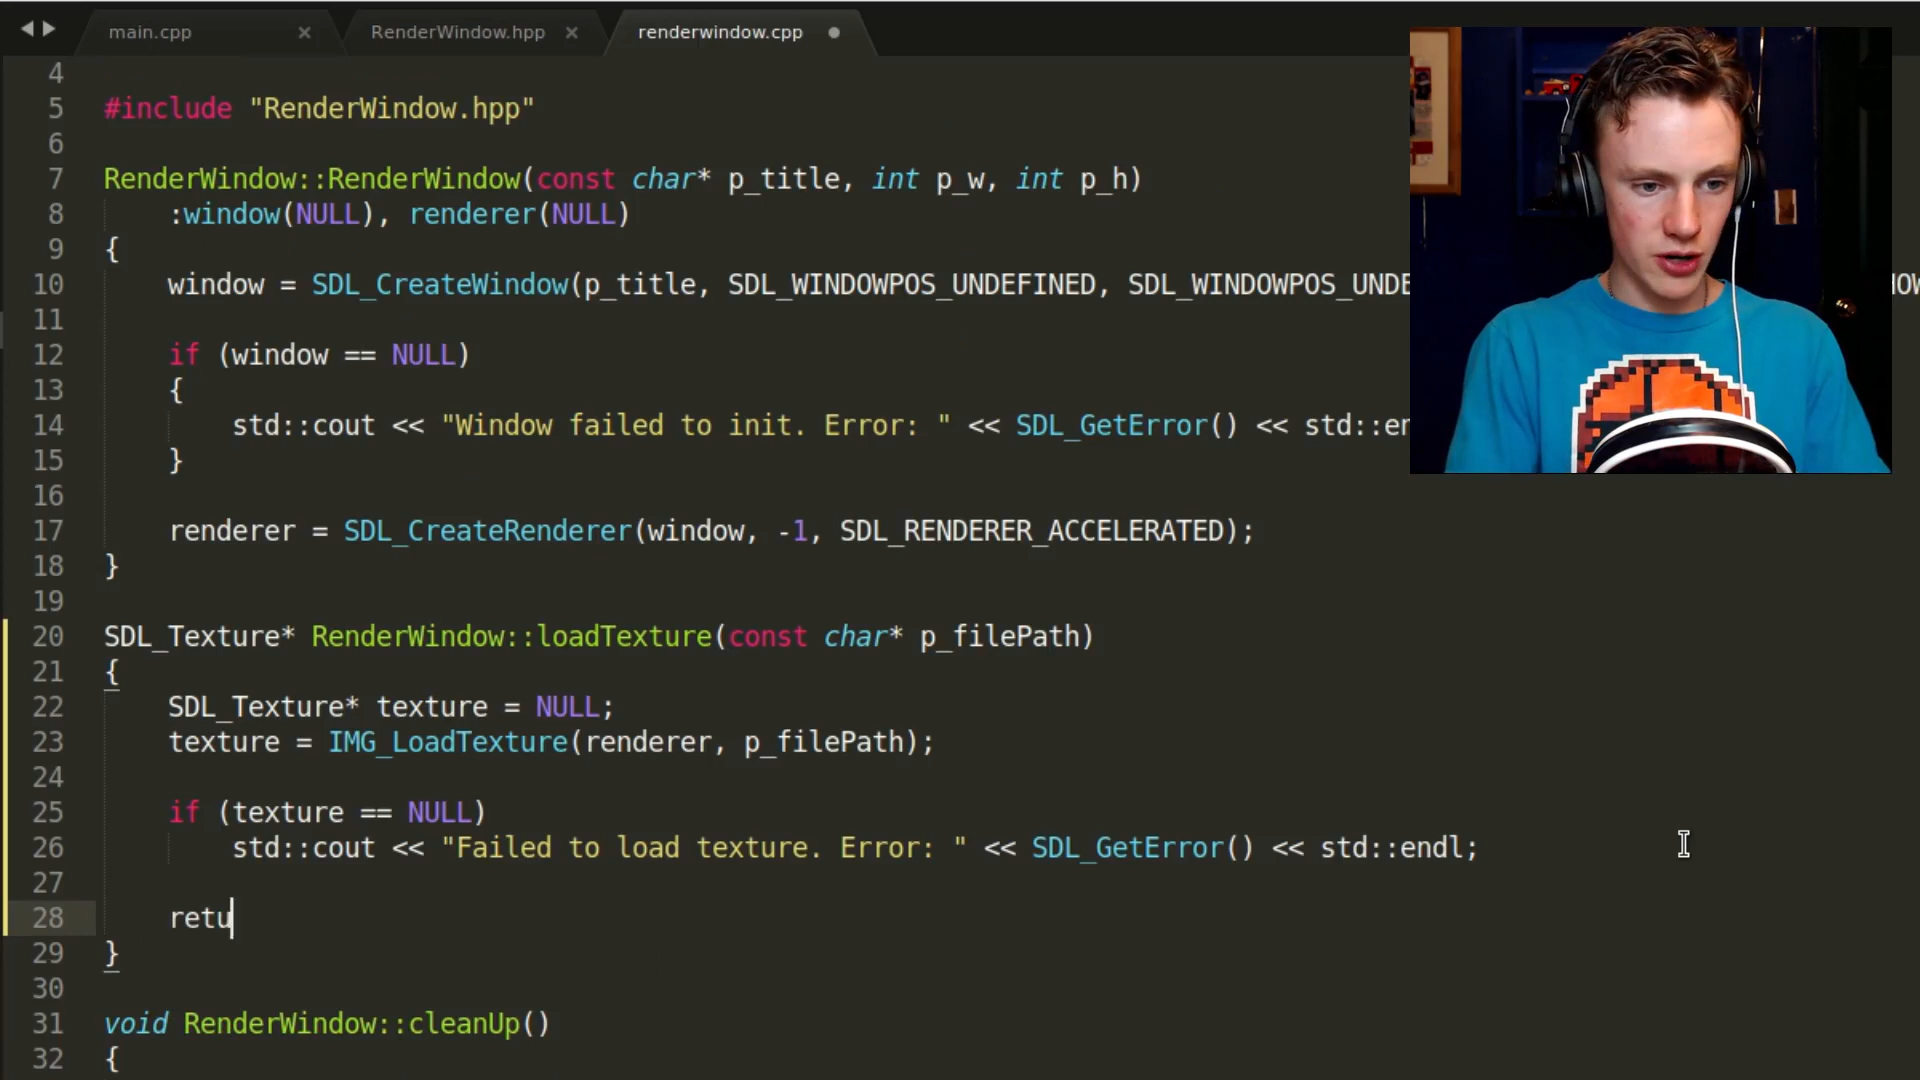 main.cpp × RenderWindow.hpp × renderwindow.cpp
4
5 #include "RenderWindow.hpp"
6
7 RenderWindow::RenderWindow(const char* p_title, int p_w, int p_h)
8 :window(NULL), renderer(NULL)
9 {
10 window = SDL_CreateWindow(p_title, SDL_WINDOWPOS_UNDEFINED, SDL_WINDOWPOS_UNDE
11
12 if (window == NULL)
13 {
14 std::cout << "Window failed to init. Error: " << SDL_GetError() << std::en
15 }
16
17 renderer = SDL_CreateRenderer(window, -1, SDL_RENDERER_ACCELERATED);
18 }
19
20 SDL_Texture* RenderWindow::loadTexture(const char* p_filePath)
21 {
22 SDL_Texture* texture = NULL;
23 texture = IMG_LoadTexture(renderer, p_filePath);
24
25 if (texture == NULL)
26 std::cout << "Failed to load texture. Error: " << SDL_GetError() << std::endl;
27
28 retu
29 }
30
31 void RenderWindow::cleanUp()
32 {